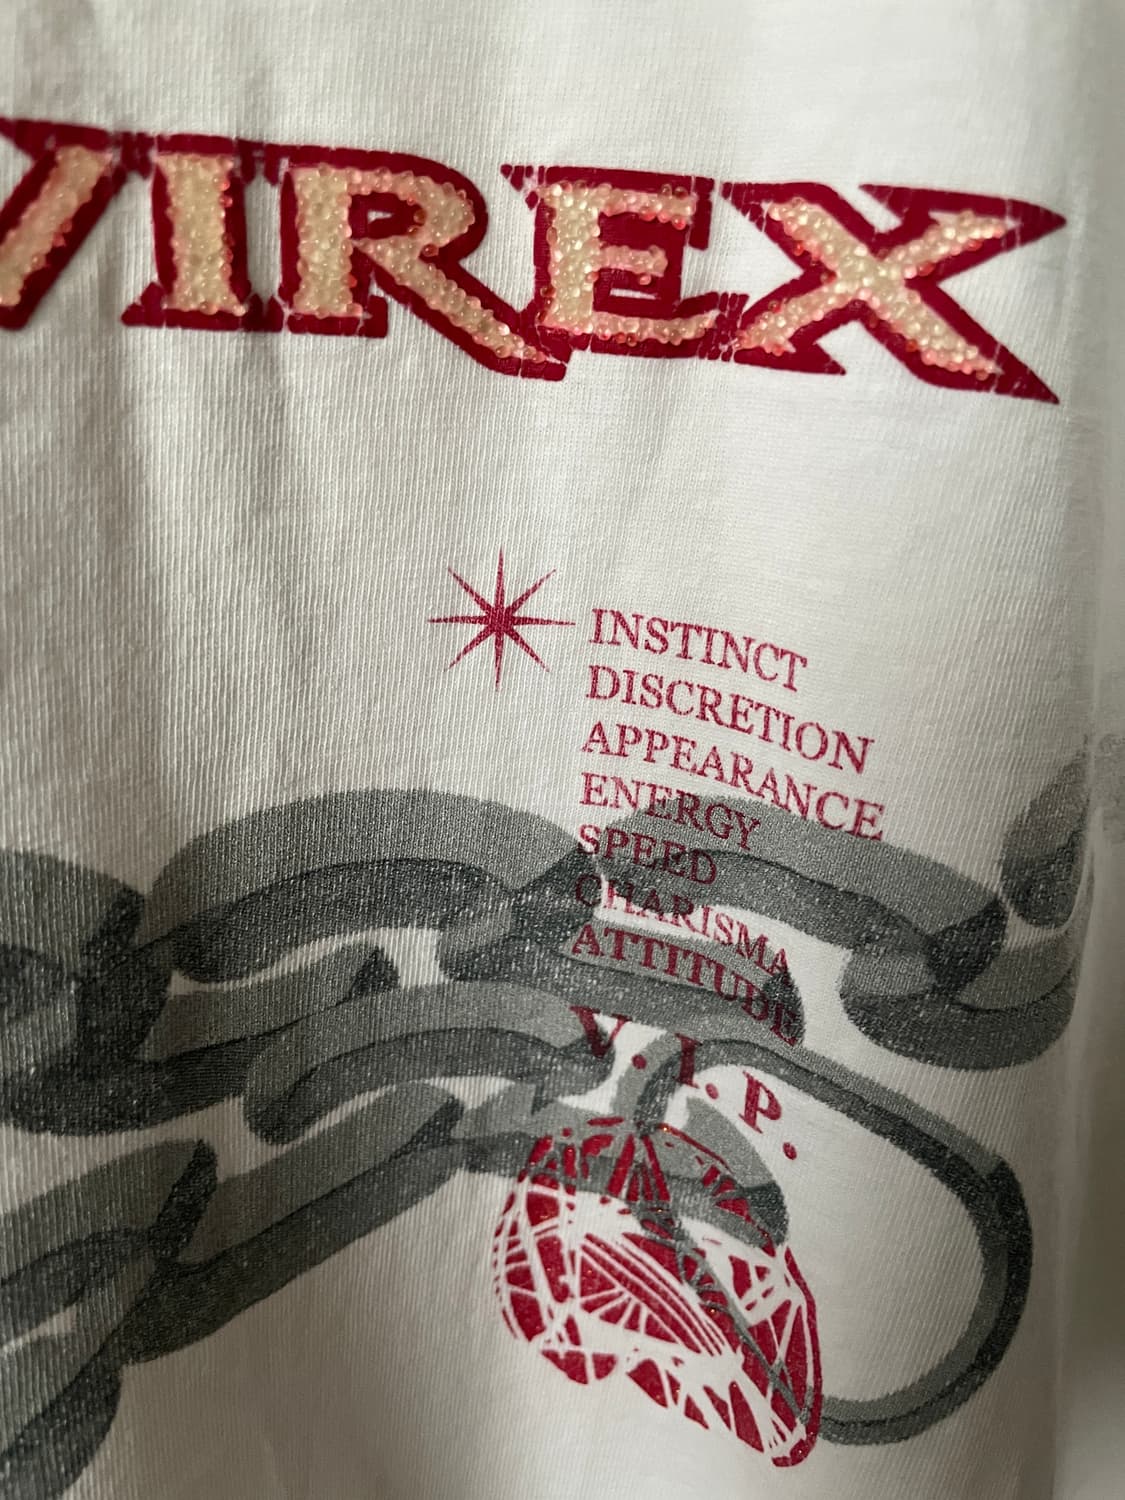 VIREX
INSTINCT
DISCRETION
APPEARANCE
ENERGY
SPEED
CHARISMA
ATTITUDE
V.I.P.